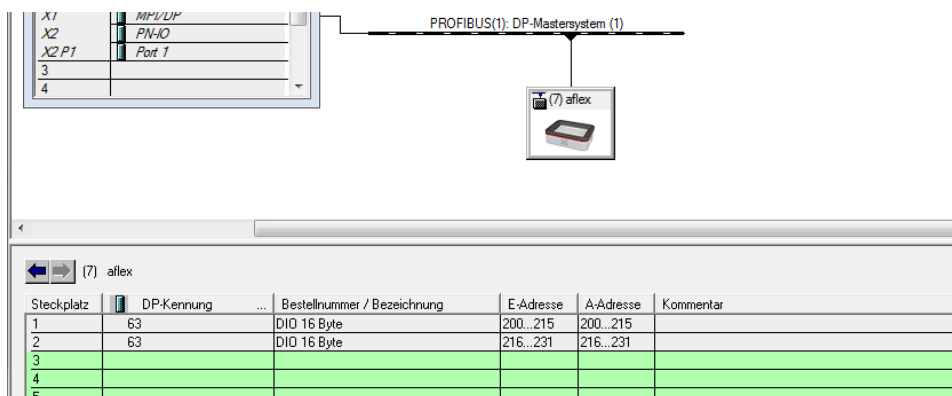 X1 MPI/DP
X2 PN-IO
X2 P1 Port 1
3
4
PROFIBUS(1): DP-Mastersystem (1)
(7) aflex
(7) aflex
Steckplatz DP-Kennung ... Bestellnummer / Bezeichnung E-Adresse A-Adresse Kommentar
1 63 DIO 16 Byte 200...215 200...215
2 63 DIO 16 Byte 216...231 216...231
3
4
5